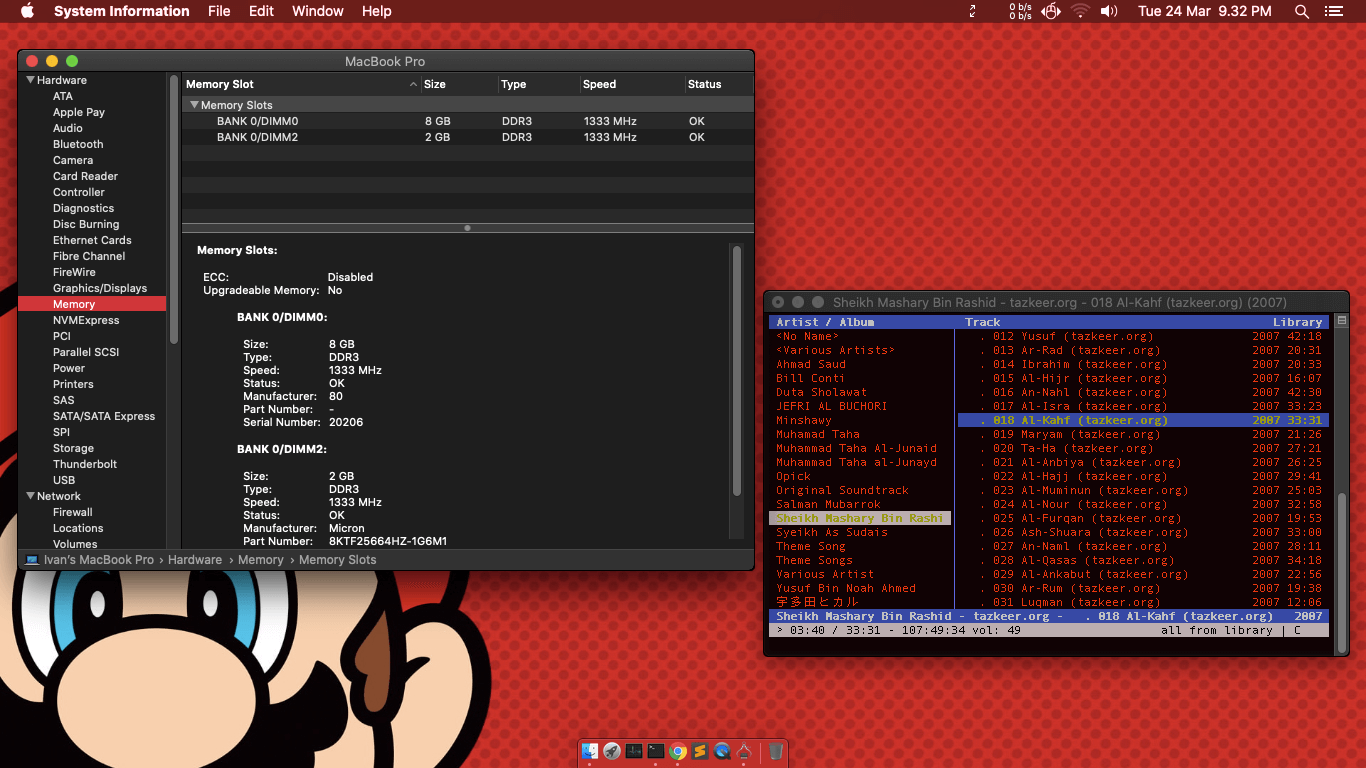 System Information File Edit Window Help 0 b/s 0 b/s Tue 24 Mar 9.32 PM
MacBook Pro
Hardware
ATA
Apple Pay
Audio
Bluetooth
Camera
Card Reader
Controller
Diagnostics
Disc Burning
Ethernet Cards
Fibre Channel
FireWire
Graphics/Displays
Memory
NVMExpress
PCI
Parallel SCSI
Power
Printers
SAS
SATA/SATA Express
SPI
Storage
Thunderbolt
USB
Network
Firewall
Locations
Volumes
Memory Slot Size Type Speed Status
Memory Slots
BANK 0/DIMM0 8 GB DDR3 1333 MHz OK
BANK 0/DIMM2 2 GB DDR3 1333 MHz OK
Memory Slots:
ECC: Disabled
Upgradeable Memory: No
BANK 0/DIMM0:
Size: 8 GB
Type: DDR3
Speed: 1333 MHz
Status: OK
Manufacturer: 80
Part Number: -
Serial Number: 20206
BANK 0/DIMM2:
Size: 2 GB
Type: DDR3
Speed: 1333 MHz
Status: OK
Manufacturer: Micron
Part Number: 8KTF25664HZ-1G6M1
Ivan's MacBook Pro › Hardware › Memory › Memory Slots
Sheikh Mashary Bin Rashid - tazkeer.org - 018 Al-Kahf (tazkeer.org) (2007)
Artist / Album Track Library
<No Name> . 012 Yusuf (tazkeer.org) 2007 42:18
<Various Artists> . 013 Ar-Rad (tazkeer.org) 2007 20:31
Ahmad Saud . 014 Ibrahim (tazkeer.org) 2007 20:33
Bill Conti . 015 Al-Hijr (tazkeer.org) 2007 16:07
Duta Sholawat . 016 An-Nahl (tazkeer.org) 2007 42:30
JEFRI AL BUCHORI . 017 Al-Isra (tazkeer.org) 2007 33:23
Minshawy . 018 Al-Kahf (tazkeer.org) 2007 33:31
Muhamad Taha . 019 Maryam (tazkeer.org) 2007 21:26
Muhammad Taha Al-Junaid . 020 Ta-Ha (tazkeer.org) 2007 27:21
Muhammad Taha al-Junayd . 021 Al-Anbiya (tazkeer.org) 2007 26:25
Opick . 022 Al-Hajj (tazkeer.org) 2007 29:41
Original Soundtrack . 023 Al-Muminun (tazkeer.org) 2007 25:03
Salman Mubarrok . 024 Al-Nour (tazkeer.org) 2007 32:58
Sheikh Mashary Bin Rashi . 025 Al-Furqan (tazkeer.org) 2007 19:53
Syeikh As Sudais . 026 Ash-Shuara (tazkeer.org) 2007 33:00
Theme Song . 027 An-Naml (tazkeer.org) 2007 28:11
Theme Songs . 028 Al-Qasas (tazkeer.org) 2007 34:18
Various Artist . 029 Al-Ankabut (tazkeer.org) 2007 22:56
Yusuf Bin Noah Ahmed . 030 Ar-Rum (tazkeer.org) 2007 19:38
宇多田ヒカル . 031 Luqman (tazkeer.org) 2007 12:06
Sheikh Mashary Bin Rashid - tazkeer.org - . 018 Al-Kahf (tazkeer.org) 2007
> 03:40 / 33:31 - 107:49:34 vol: 49 all from library | C